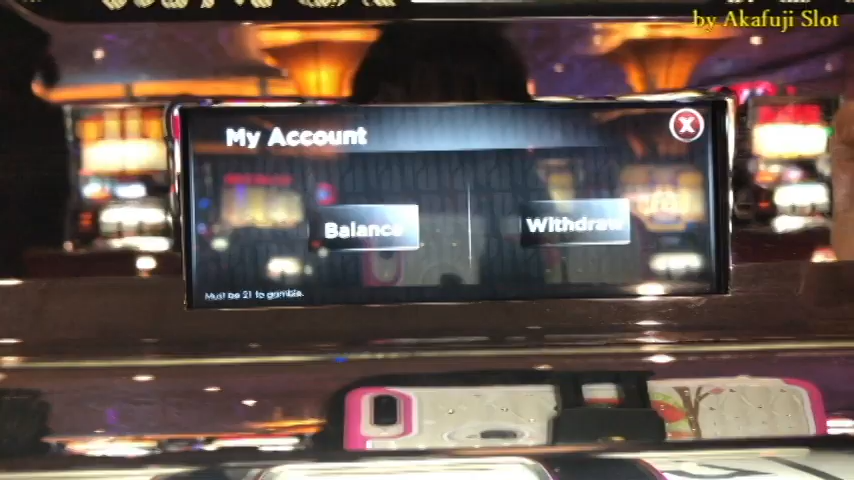 by Akafuji Slot
My Account
X
Balance
Withdraw
Must be 21 to gamble.